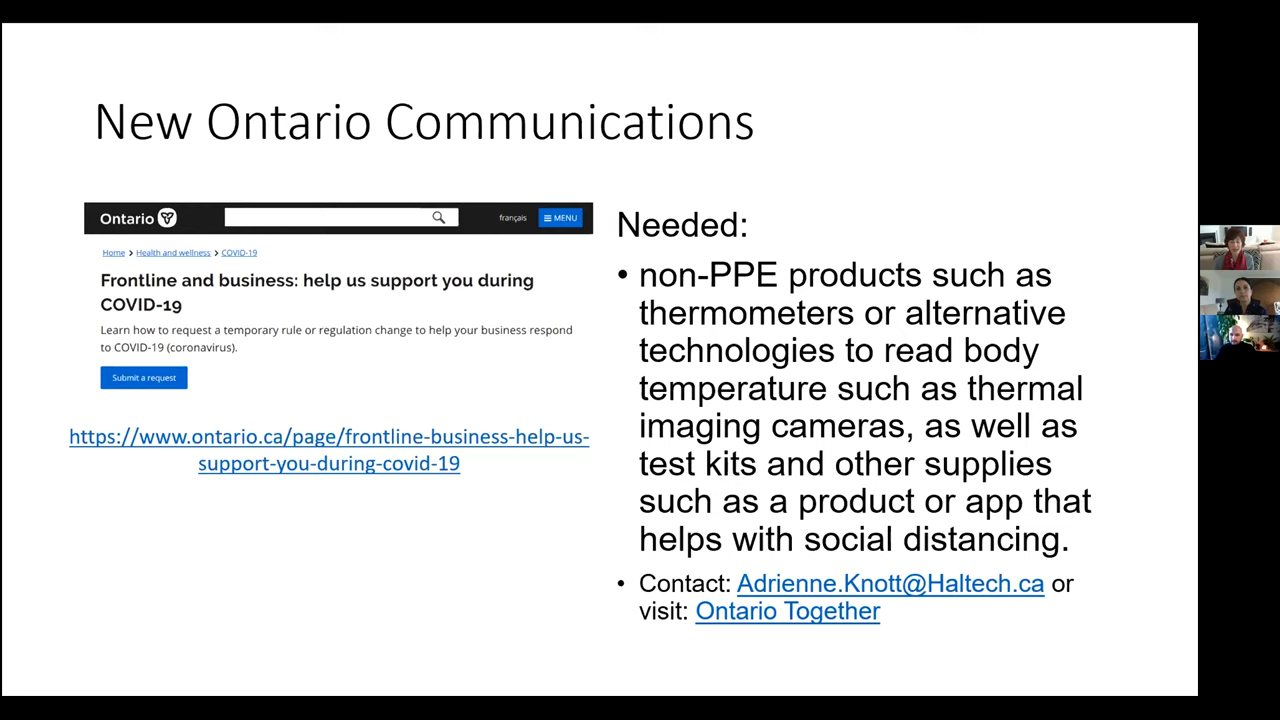 New Ontario Communications
Ontario
français
MENU
Home > Health and wellness > COVID-19
Frontline and business: help us support you during
COVID-19
Learn how to request a temporary rule or regulation change to help your business respond
to COVID-19 (coronavirus).
Submit a request
https://www.ontario.ca/page/frontline-business-help-us-
support-you-during-covid-19
Needed:
• non-PPE products such as
thermometers or alternative
technologies to read body
temperature such as thermal
imaging cameras, as well as
test kits and other supplies
such as a product or app that
helps with social distancing.
• Contact: Adrienne.Knott@Haltech.ca or
visit: Ontario Together